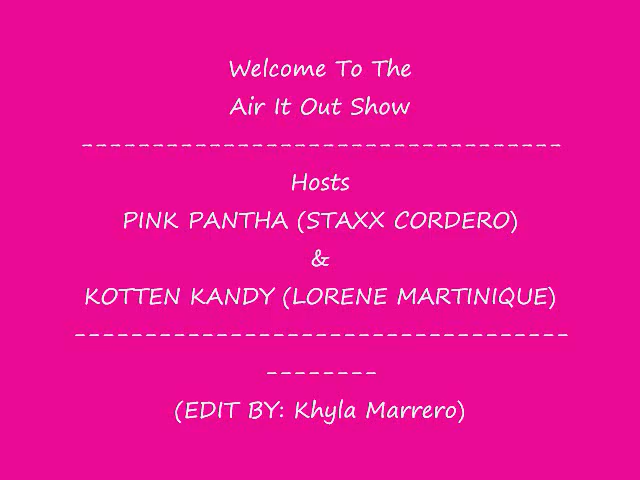 Welcome To The
Air It Out Show
----------------------------------
Hosts
PINK PANTHA (STAXX CORDERO)
&
KOTTEN KANDY (LORENE MARTINIQUE)
-----------------------------------
--------
(EDIT BY: Khyla Marrero)